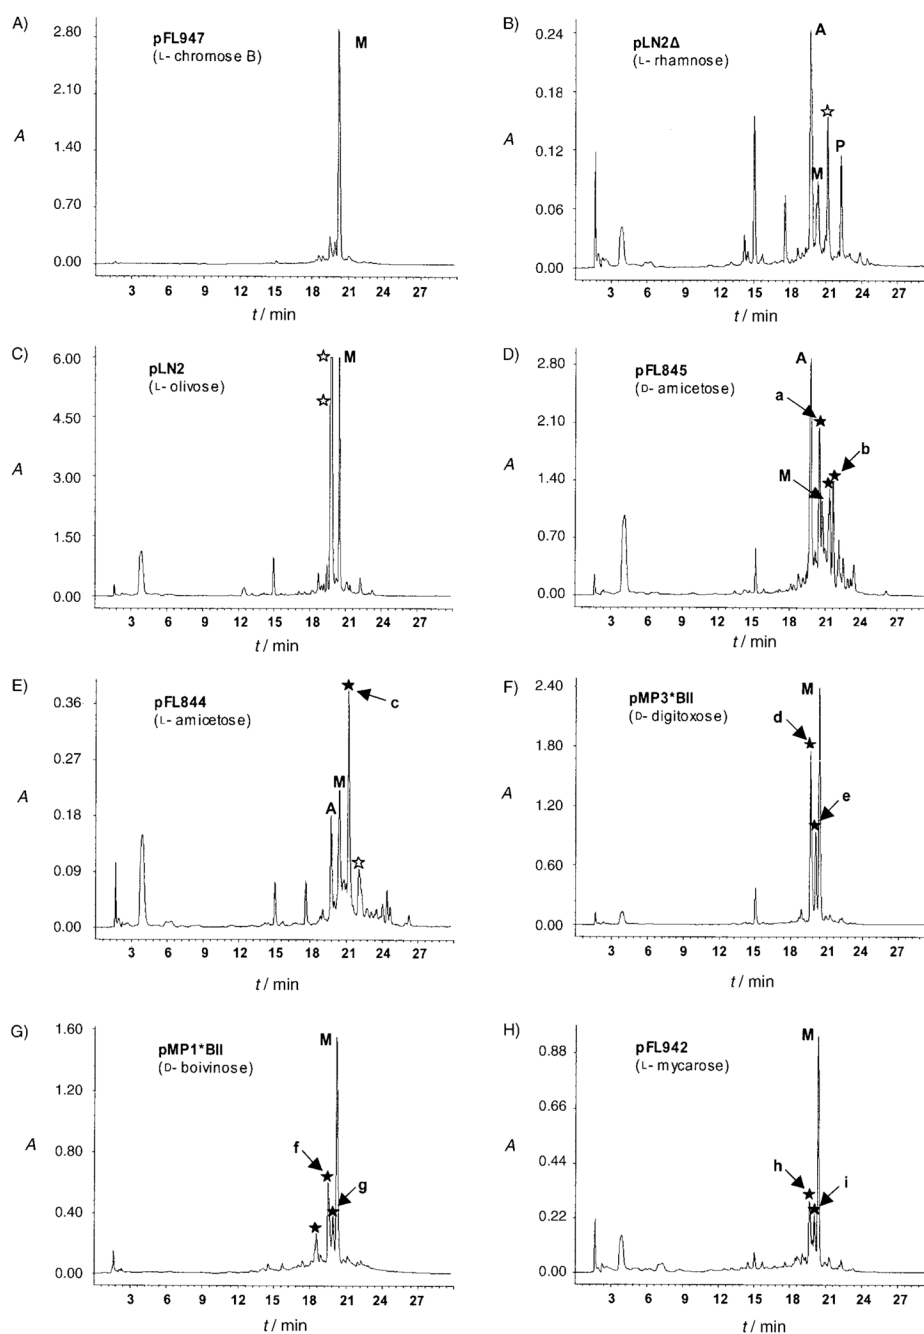 A)
pFL947
(L- chromose B)
M
2.80
2.10
1.40
0.70
0.00
A
3 6 9 12 15 18 21 24 27
t / min
B)
pLN2Δ
(L- rhamnose)
A
☆
P
M
0.24
0.18
0.12
0.06
0.00
A
3 6 9 12 15 18 21 24 27
t / min
C)
pLN2
(L- olivose)
☆
☆
M
6.00
4.50
3.00
1.50
0.00
A
3 6 9 12 15 18 21 24 27
t / min
D)
pFL845
(D- amicetose)
A
a
★
b
★
★
M
2.80
2.10
1.40
0.70
0.00
A
3 6 9 12 15 18 21 24 27
t / min
E)
pFL844
(L- amicetose)
★
c
M
A
☆
0.36
0.27
0.18
0.09
0.00
A
3 6 9 12 15 18 21 24 27
t / min
F)
pMP3*BII
(D- digitoxose)
M
d
★
e
★
2.40
1.80
1.20
0.60
0.00
A
3 6 9 12 15 18 21 24 27
t / min
G)
pMP1*BII
(D- boivinose)
M
f
★
g
★
★
1.60
1.20
0.80
0.40
0.00
A
3 6 9 12 15 18 21 24 27
t / min
H)
pFL942
(L- mycarose)
M
h
★
i
★
0.88
0.66
0.44
0.22
0.00
A
3 6 9 12 15 18 21 24 27
t / min